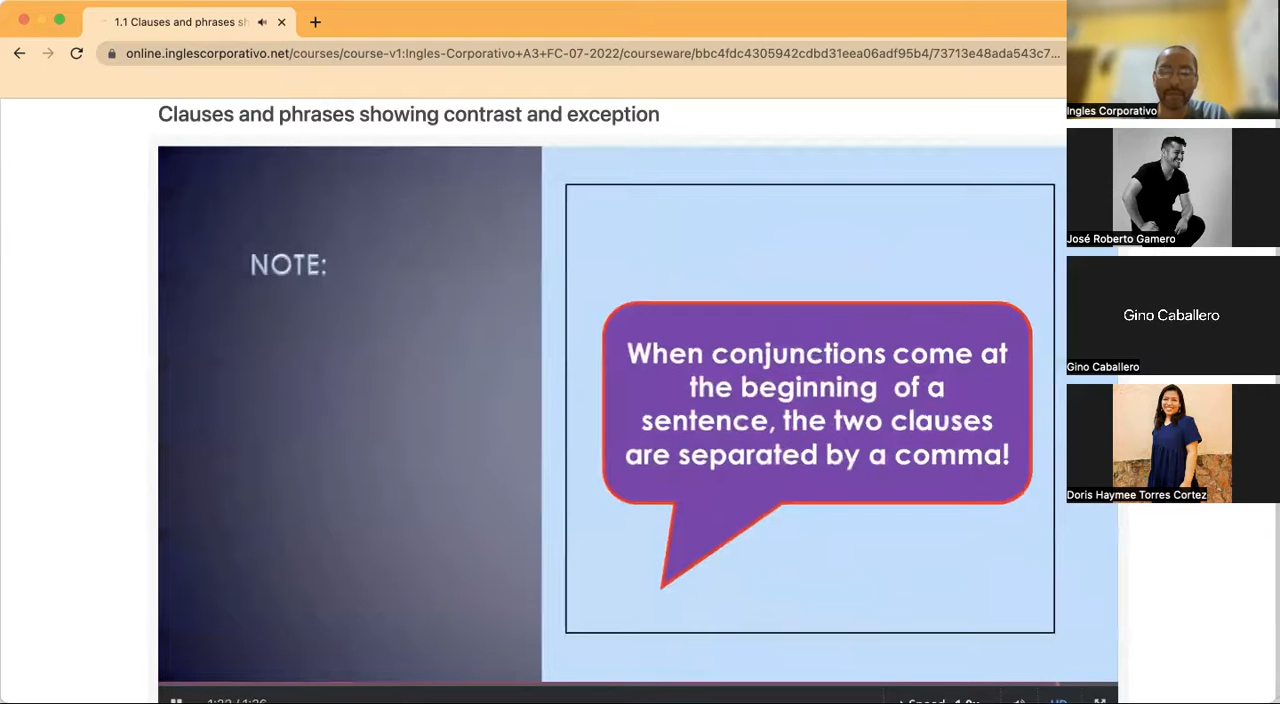 1.1 Clauses and phrases sh
online.inglescorporativo.net/courses/course-v1:Ingles-Corporativo+A3+FC-07-2022/courseware/bbc4fdc4305942cdbd31eea06adf95b4/73713e48ada543c7...
Clauses and phrases showing contrast and exception
NOTE:
When conjunctions come at
the beginning of a
sentence, the two clauses
are separated by a comma!
Ingles Corporativo
José Roberto Gamero
Gino Caballero
Gino Caballero
Doris Haymee Torres Cortez